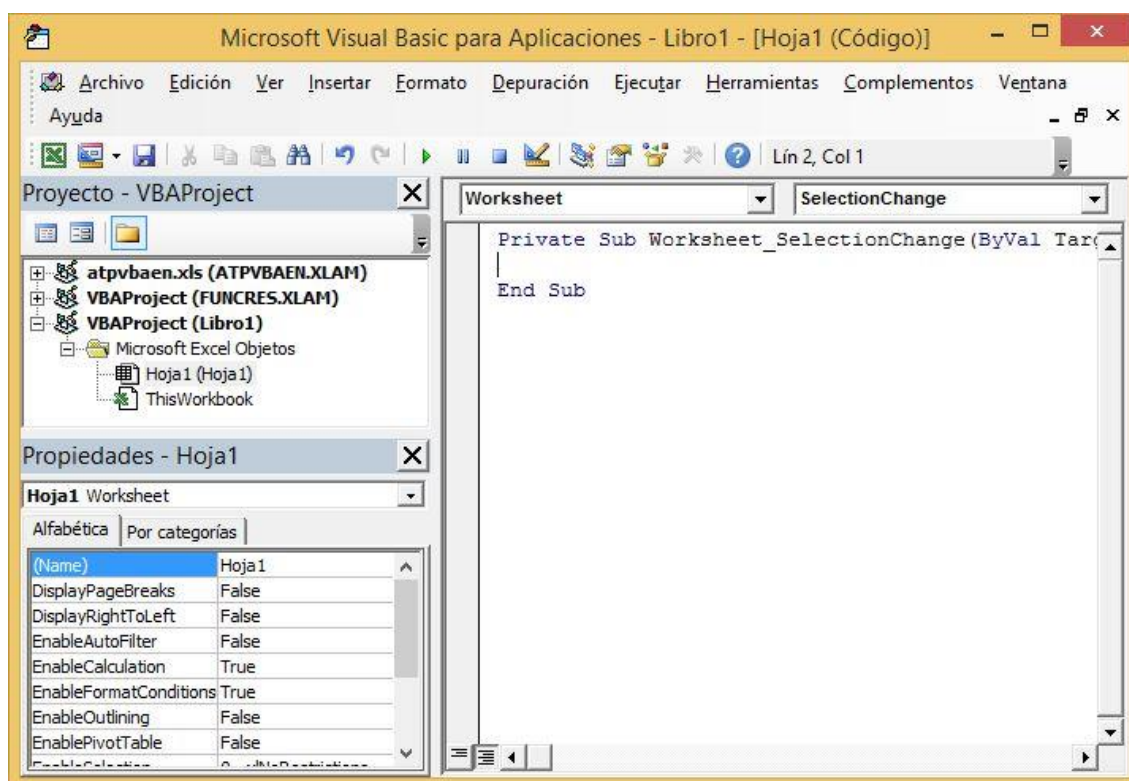 Microsoft Visual Basic para Aplicaciones - Libro1 - [Hoja1 (Código)]
Archivo Edición Ver Insertar Formato Depuración Ejecutar Herramientas Complementos Ventana
Ayuda
Lín 2, Col 1
Proyecto - VBAProject
atpvbaen.xls (ATPVBAEN.XLAM)
VBAProject (FUNCRES.XLAM)
VBAProject (Libro1)
Microsoft Excel Objetos
Hoja1 (Hoja1)
ThisWorkbook
Propiedades - Hoja1
Hoja1 Worksheet
Alfabética Por categorías
(Name) Hoja1
DisplayPageBreaks False
DisplayRightToLeft False
EnableAutoFilter False
EnableCalculation True
EnableFormatConditions True
EnableOutlining False
EnablePivotTable False
Worksheet SelectionChange
Private Sub Worksheet_SelectionChange(ByVal
End Sub